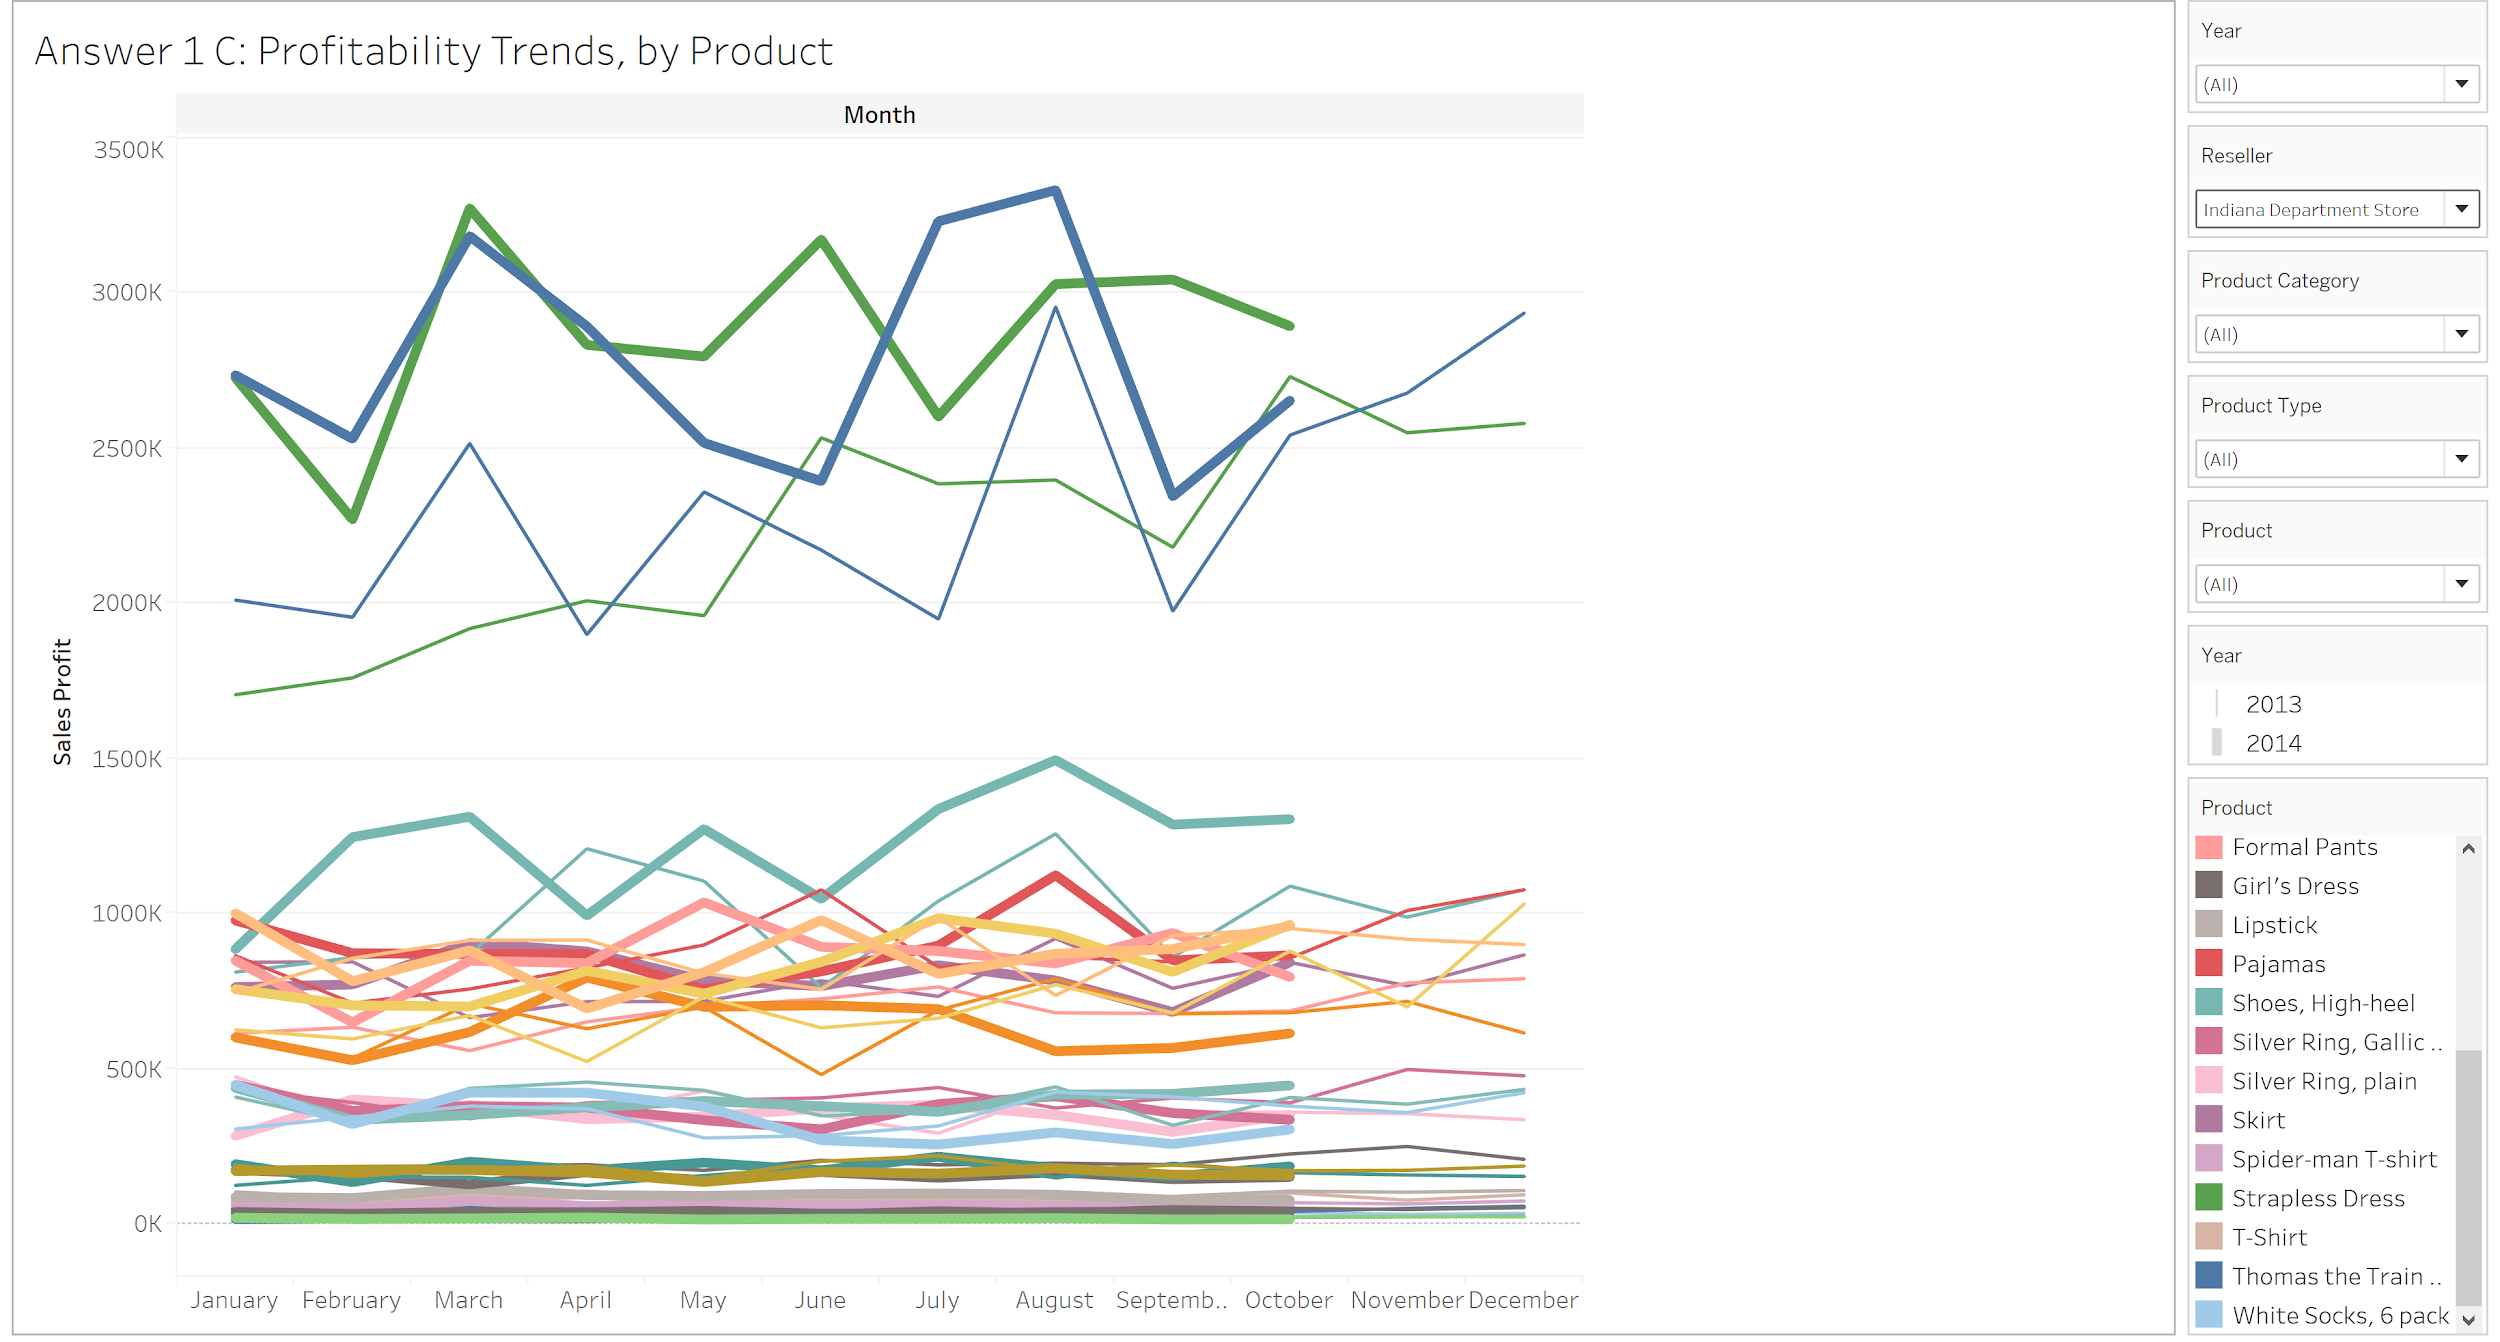 Answer 1 C: Profitability Trends, by Product
Month
3500K
3000K
2500K
2000K
1500K
1000K
500K
0K
Sales Profit
January February March April May June July August Septemb.. October November December
Year
(All)
Reseller
Indiana Department Store
Product Category
(All)
Product Type
(All)
Product
(All)
Year
2013
2014
Product
Formal Pants
Girl's Dress
Lipstick
Pajamas
Shoes, High-heel
Silver Ring, Gallic ..
Silver Ring, plain
Skirt
Spider-man T-shirt
Strapless Dress
T-Shirt
Thomas the Train ..
White Socks, 6 pack